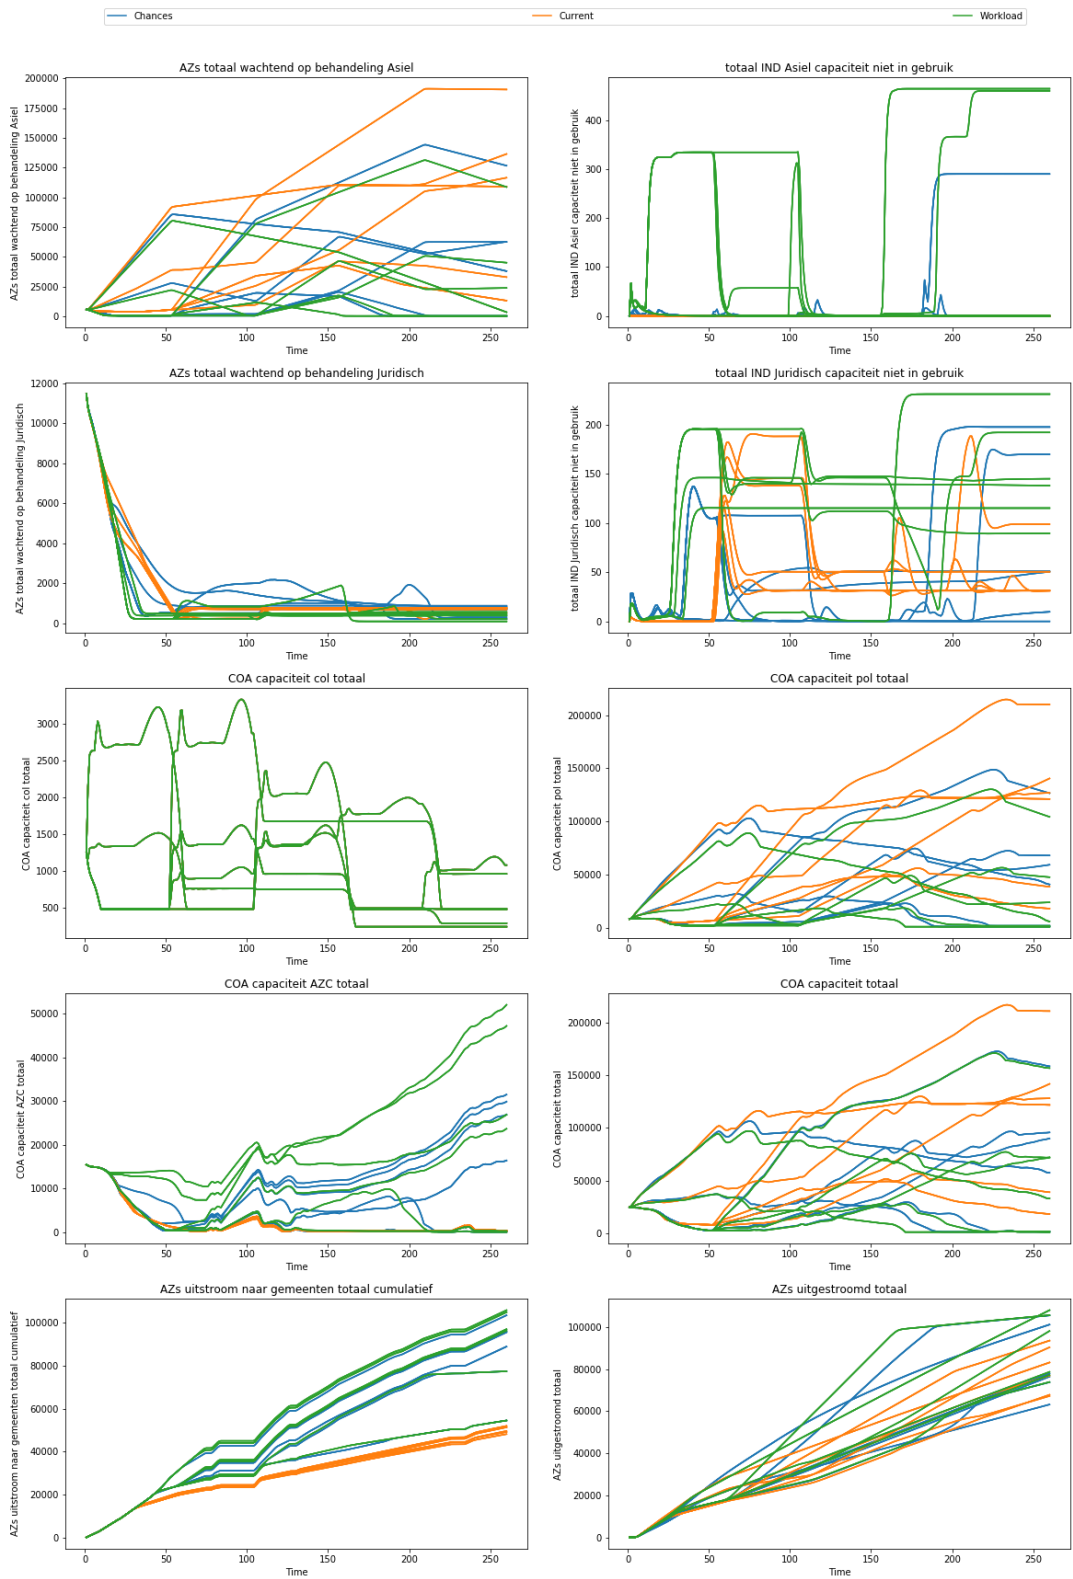 Chances Current Workload
AZs totaal wachtend op behandeling Asiel
AZs totaal wachtend op behandeling Asiel
200000
175000
150000
125000
100000
75000
50000
25000
0
0 50 100 150 200 250
Time
totaal IND Asiel capaciteit niet in gebruik
totaal IND Asiel capaciteit niet in gebruik
400
300
200
100
0
0 50 100 150 200 250
Time
AZs totaal wachtend op behandeling Juridisch
AZs totaal wachtend op behandeling Juridisch
12000
10000
8000
6000
4000
2000
0
0 50 100 150 200 250
Time
totaal IND Juridisch capaciteit niet in gebruik
totaal IND Juridisch capaciteit niet in gebruik
200
150
100
50
0
0 50 100 150 200 250
Time
COA capaciteit col totaal
COA capaciteit col totaal
3000
2500
2000
1500
1000
500
0 50 100 150 200 250
Time
COA capaciteit pol totaal
COA capaciteit pol totaal
200000
150000
100000
50000
0
0 50 100 150 200 250
Time
COA capaciteit AZC totaal
COA capaciteit AZC totaal
50000
40000
30000
20000
10000
0
0 50 100 150 200 250
Time
COA capaciteit totaal
COA capaciteit totaal
200000
150000
100000
50000
0
0 50 100 150 200 250
Time
AZs uitstroom naar gemeenten totaal cumulatief
AZs uitstroom naar gemeenten totaal cumulatief
100000
80000
60000
40000
20000
0
0 50 100 150 200 250
Time
AZs uitgestroomd totaal
AZs uitgestroomd totaal
100000
80000
60000
40000
20000
0
0 50 100 150 200 250
Time